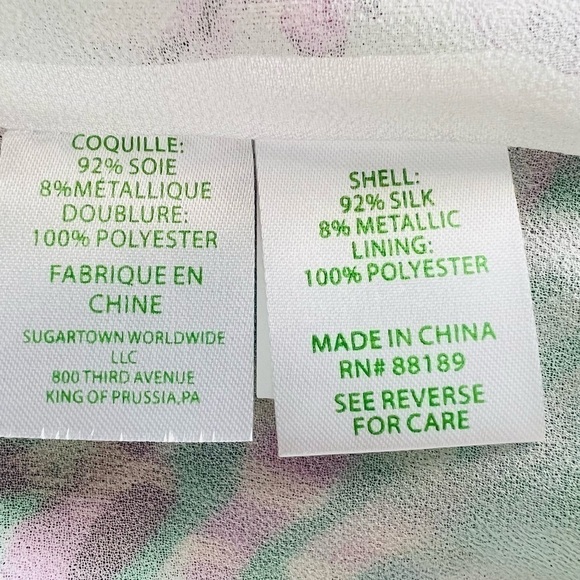 COQUILLE:
92% SOIE
8%MÉTALLIQUE
DOUBLURE:
100% POLYESTER
FABRIQUE EN
CHINE
SUGARTOWN WORLDWIDE
LLC
800 THIRD AVENUE
KING OF PRUSSIA,PA
SHELL:
92% SILK
8% METALLIC
LINING:
100% POLYESTER
MADE IN CHINA
RN# 88189
SEE REVERSE
FOR CARE